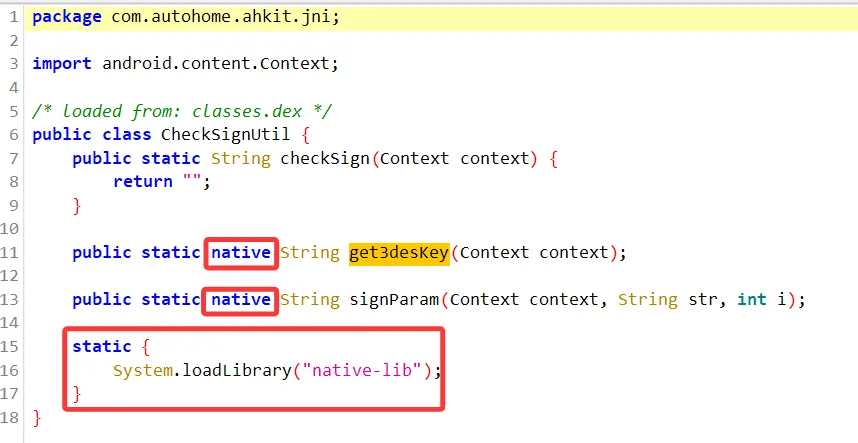 1 package com.autohome.ahkit.jni;
2
3 import android.content.Context;
4
5 /* loaded from: classes.dex */
6 public class CheckSignUtil {
7     public static String checkSign(Context context) {
8         return "";
9     }
10
11     public static native String get3desKey(Context context);
12
13     public static native String signParam(Context context, String str, int i);
14
15     static {
16         System.loadLibrary("native-lib");
17     }
18 }